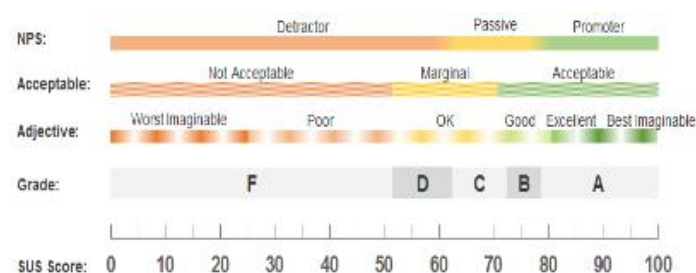 NPS: Detractor Passive Promoter
Acceptable: Not Acceptable Marginal Acceptable
Adjective: Worst Imaginable Poor OK Good Excellent Best Imaginable
Grade: F D C B A
SUS Score: 0 10 20 30 40 50 60 70 80 90 100